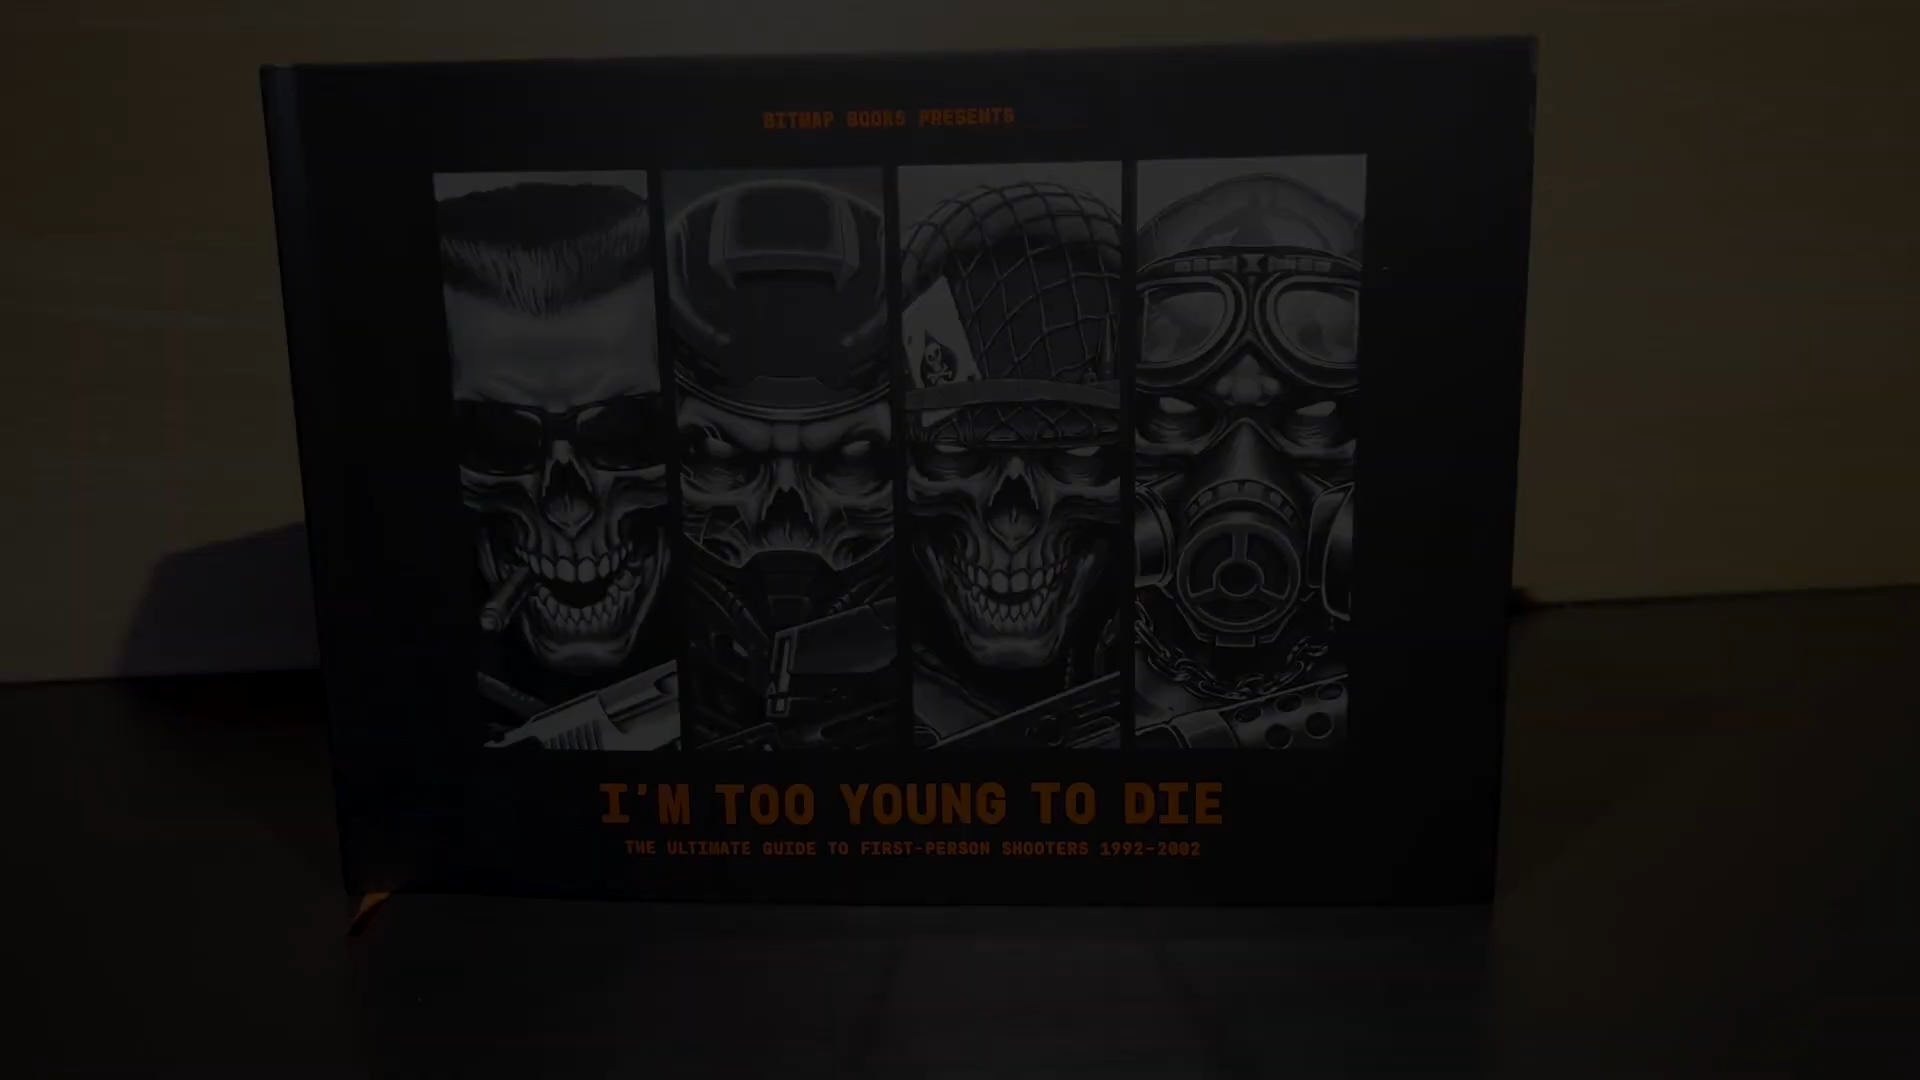 BITMAP BOOKS PRESENTS
I'M TOO YOUNG TO DIE
THE ULTIMATE GUIDE TO FIRST-PERSON SHOOTERS 1992-2002